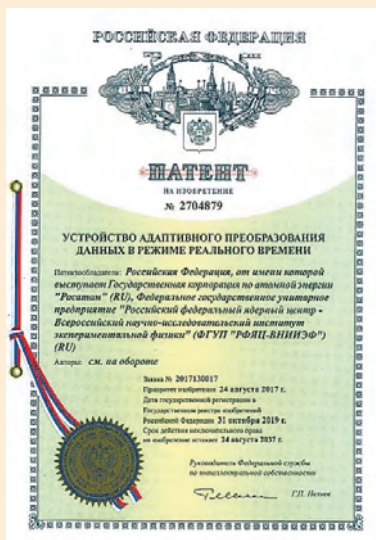 РОССИЙСКАЯ ФЕДЕРАЦИЯ
ПАТЕНТ
НА ИЗОБРЕТЕНИЕ
№ 2704879
УСТРОЙСТВО АДАПТИВНОГО ПРЕОБРАЗОВАНИЯ
ДАННЫХ В РЕЖИМЕ РЕАЛЬНОГО ВРЕМЕНИ
Патентообладатели: Российская Федерация, от имени которой
выступает Государственная корпорация по атомной энергии
"Росатом" (RU), Федеральное государственное унитарное
предприятие "Российский федеральный ядерный центр -
Всероссийский научно-исследовательский институт
экспериментальной физики" (ФГУП "РФЯЦ-ВНИИЭФ")
(RU)
Авторы: см. на обороте
Заявка № 2017130017
Приоритет изобретения 24 августа 2017 г.
Дата государственной регистрации в
Государственном реестре изобретений
Российской Федерации 31 октября 2019 г.
Срок действия исключительного права
на изобретение истекает 24 августа 2037 г.
Руководитель Федеральной службы
по интеллектуальной собственности
Г.П. Ивлиев